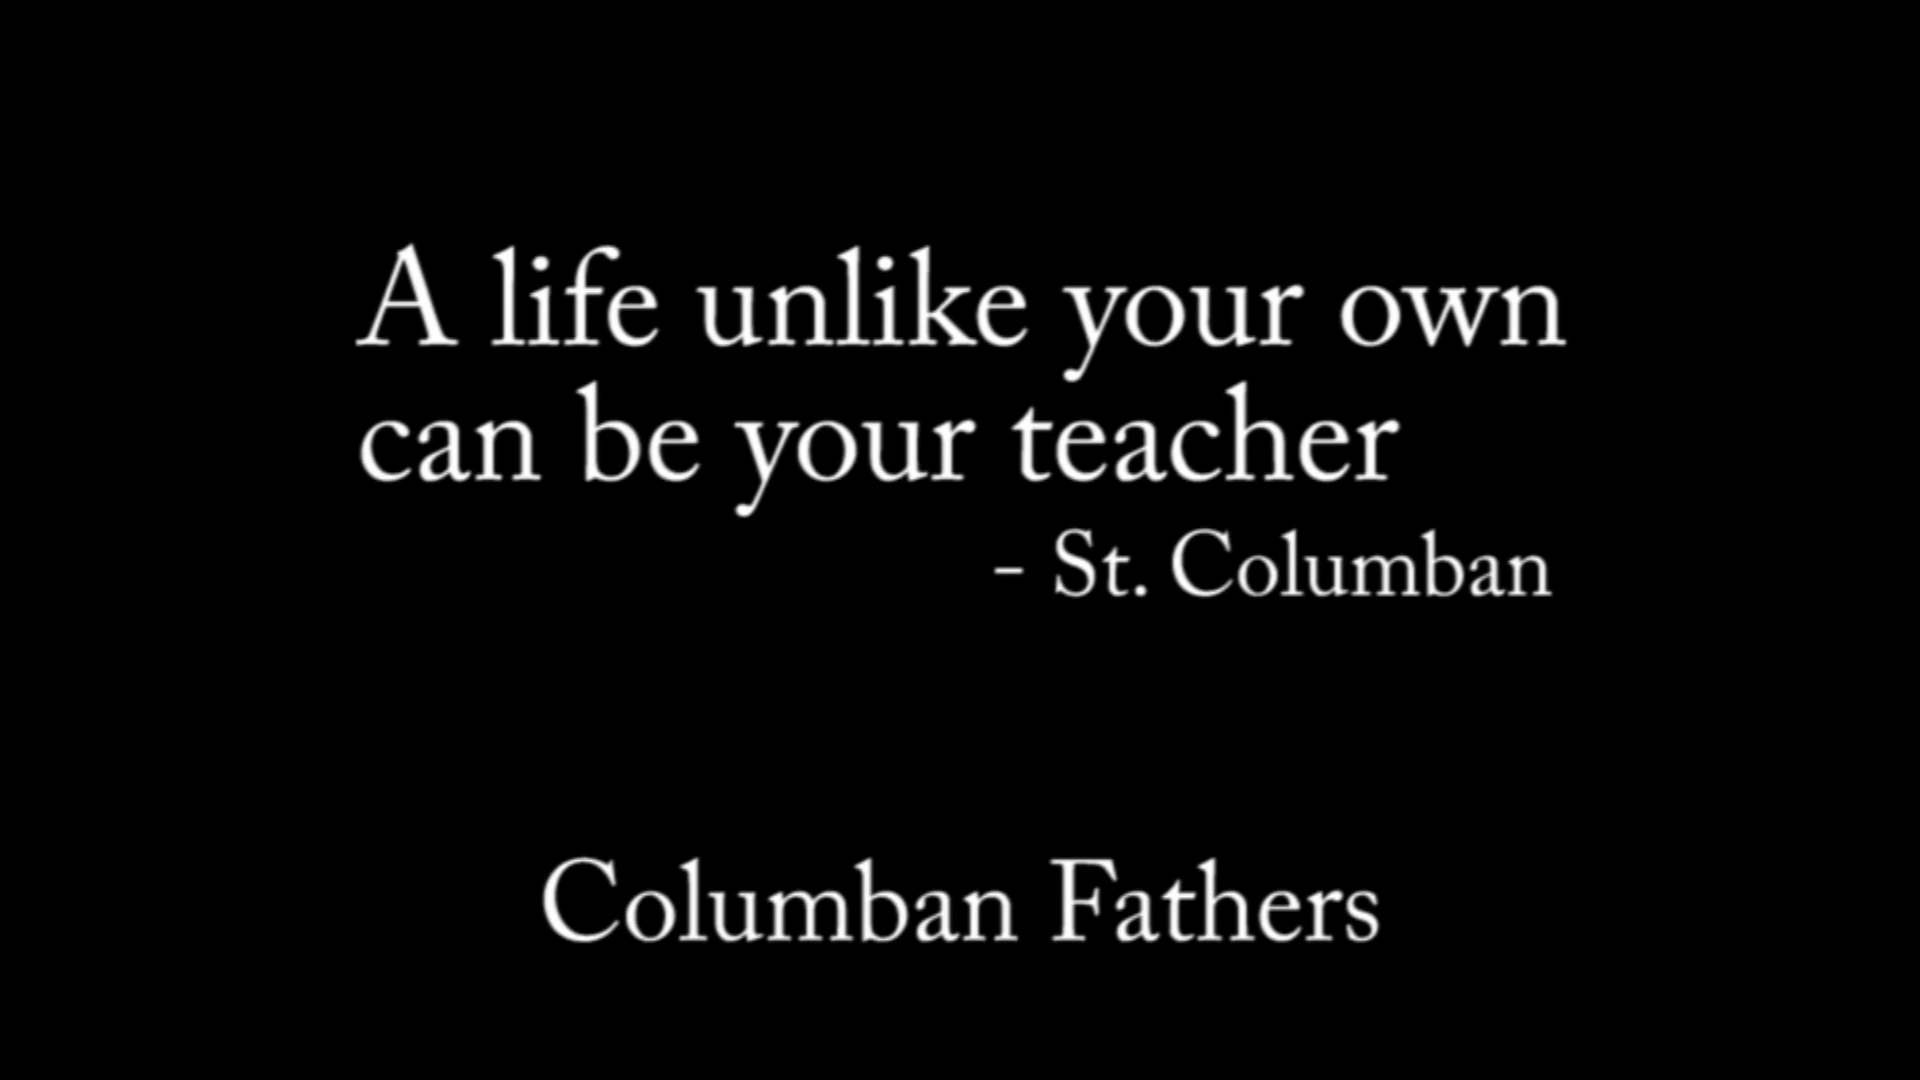 A life unlike your own
can be your teacher
- St. Columban
Columban Fathers